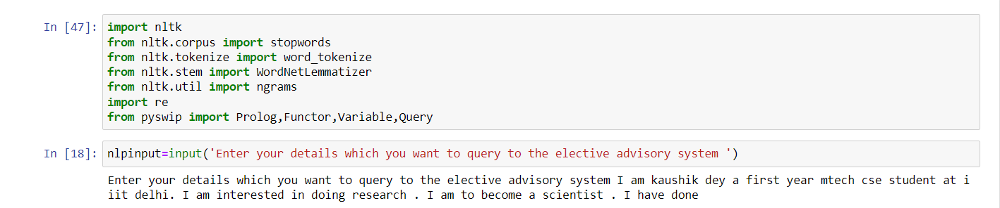 In [47]: import nltk
from nltk.corpus import stopwords
from nltk.tokenize import word_tokenize
from nltk.stem import WordNetLemmatizer
from nltk.util import ngrams
import re
from pyswip import Prolog,Functor,Variable,Query
In [18]: nlpinput=input('Enter your details which you want to query to the elective advisory system ')
Enter your details which you want to query to the elective advisory system I am kaushik dey a first year mtech cse student at i
iit delhi. I am interested in doing research . I am to become a scientist . I have done